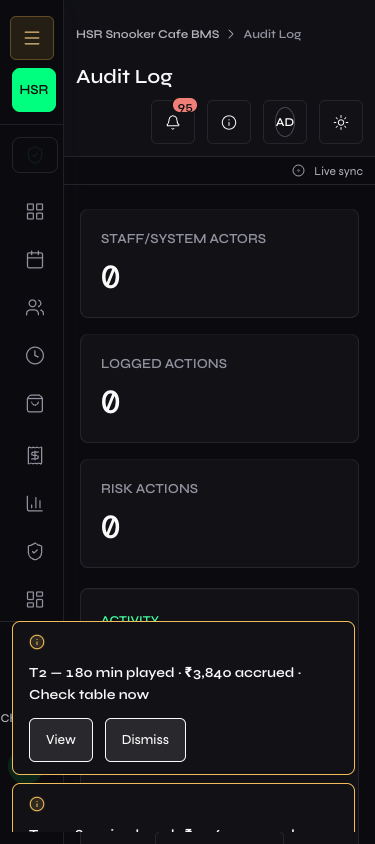 HSR Snooker Cafe BMS > Audit Log
HSR
Audit Log
95
AD
Live sync
STAFF/SYSTEM ACTORS
0
LOGGED ACTIONS
0
RISK ACTIONS
0
ACTIVITY
T2 — 180 min played · ₹3,840 accrued ·
Check table now
View Dismiss